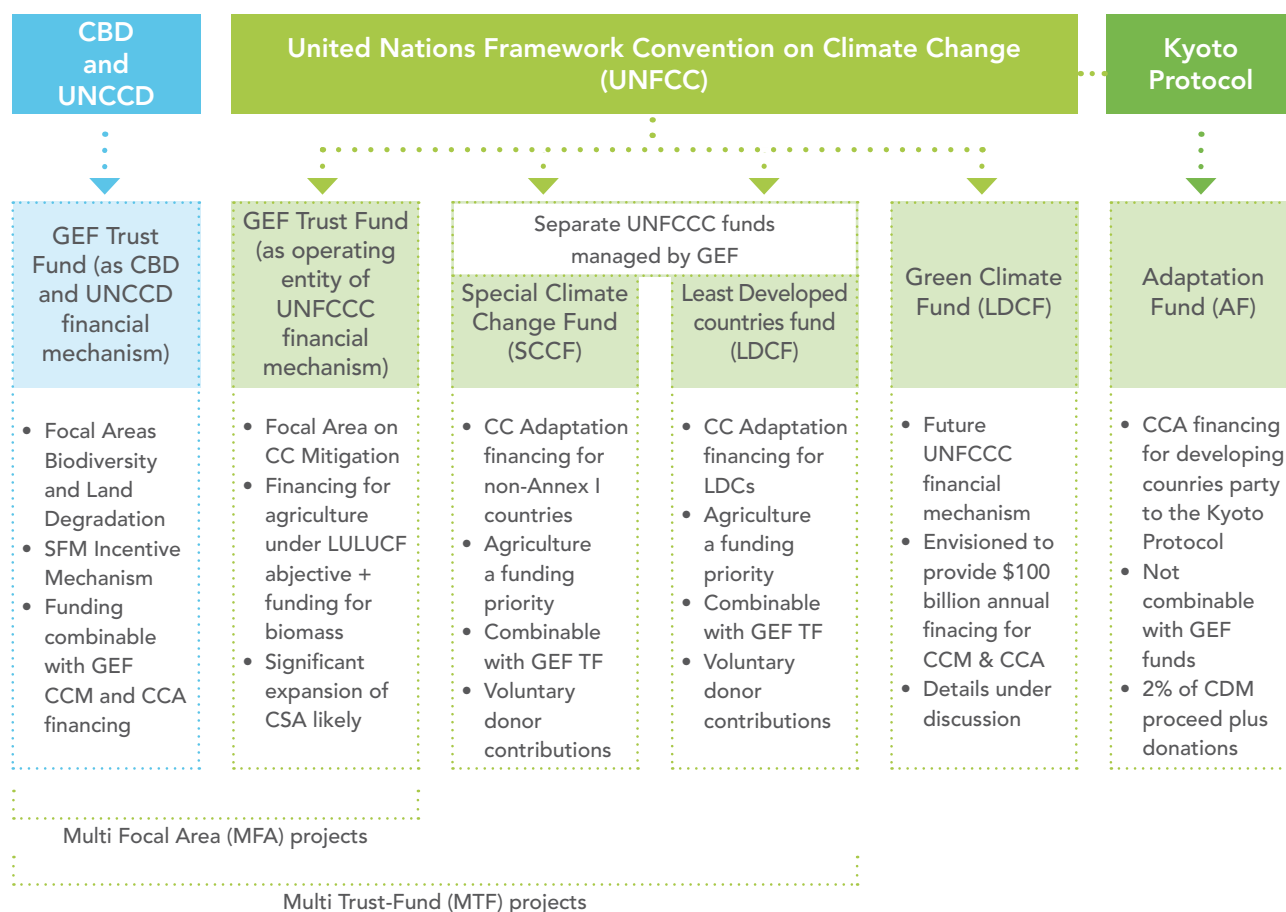 CBD
and
UNCCD
United Nations Framework Convention on Climate Change
(UNFCC)
Kyoto
Protocol
GEF Trust
Fund (as CBD
and UNCCD
financial
mechanism)
GEF Trust Fund
(as operating
entity of
UNFCCC
financial
mechanism)
Separate UNFCCC funds
managed by GEF
Special Climate
Change Fund
(SCCF)
Least Developed
countries fund
(LDCF)
Green Climate
Fund (LDCF)
Adaptation
Fund (AF)
• Focal Areas
Biodiversity
and Land
Degradation
• SFM Incentive
Mechanism
• Funding
combinable
with GEF
CCM and CCA
financing
• Focal Area on
CC Mitigation
• Financing for
agriculture
under LULUCF
abjective +
funding for
biomass
• Significant
expansion of
CSA likely
• CC Adaptation
financing for
non-Annex I
countries
• Agriculture
a funding
priority
• Combinable
with GEF TF
• Voluntary
donor
contributions
• CC Adaptation
financing for
LDCs
• Agriculture
a funding
priority
• Combinable
with GEF TF
• Voluntary
donor
contributions
• Future
UNFCCC
financial
mechanism
• Envisioned to
provide $100
billion annual
finacing for
CCM & CCA
• Details under
discussion
• CCA financing
for developing
counries party
to the Kyoto
Protocol
• Not
combinable
with GEF
funds
• 2% of CDM
proceed plus
donations
Multi Focal Area (MFA) projects
Multi Trust-Fund (MTF) projects